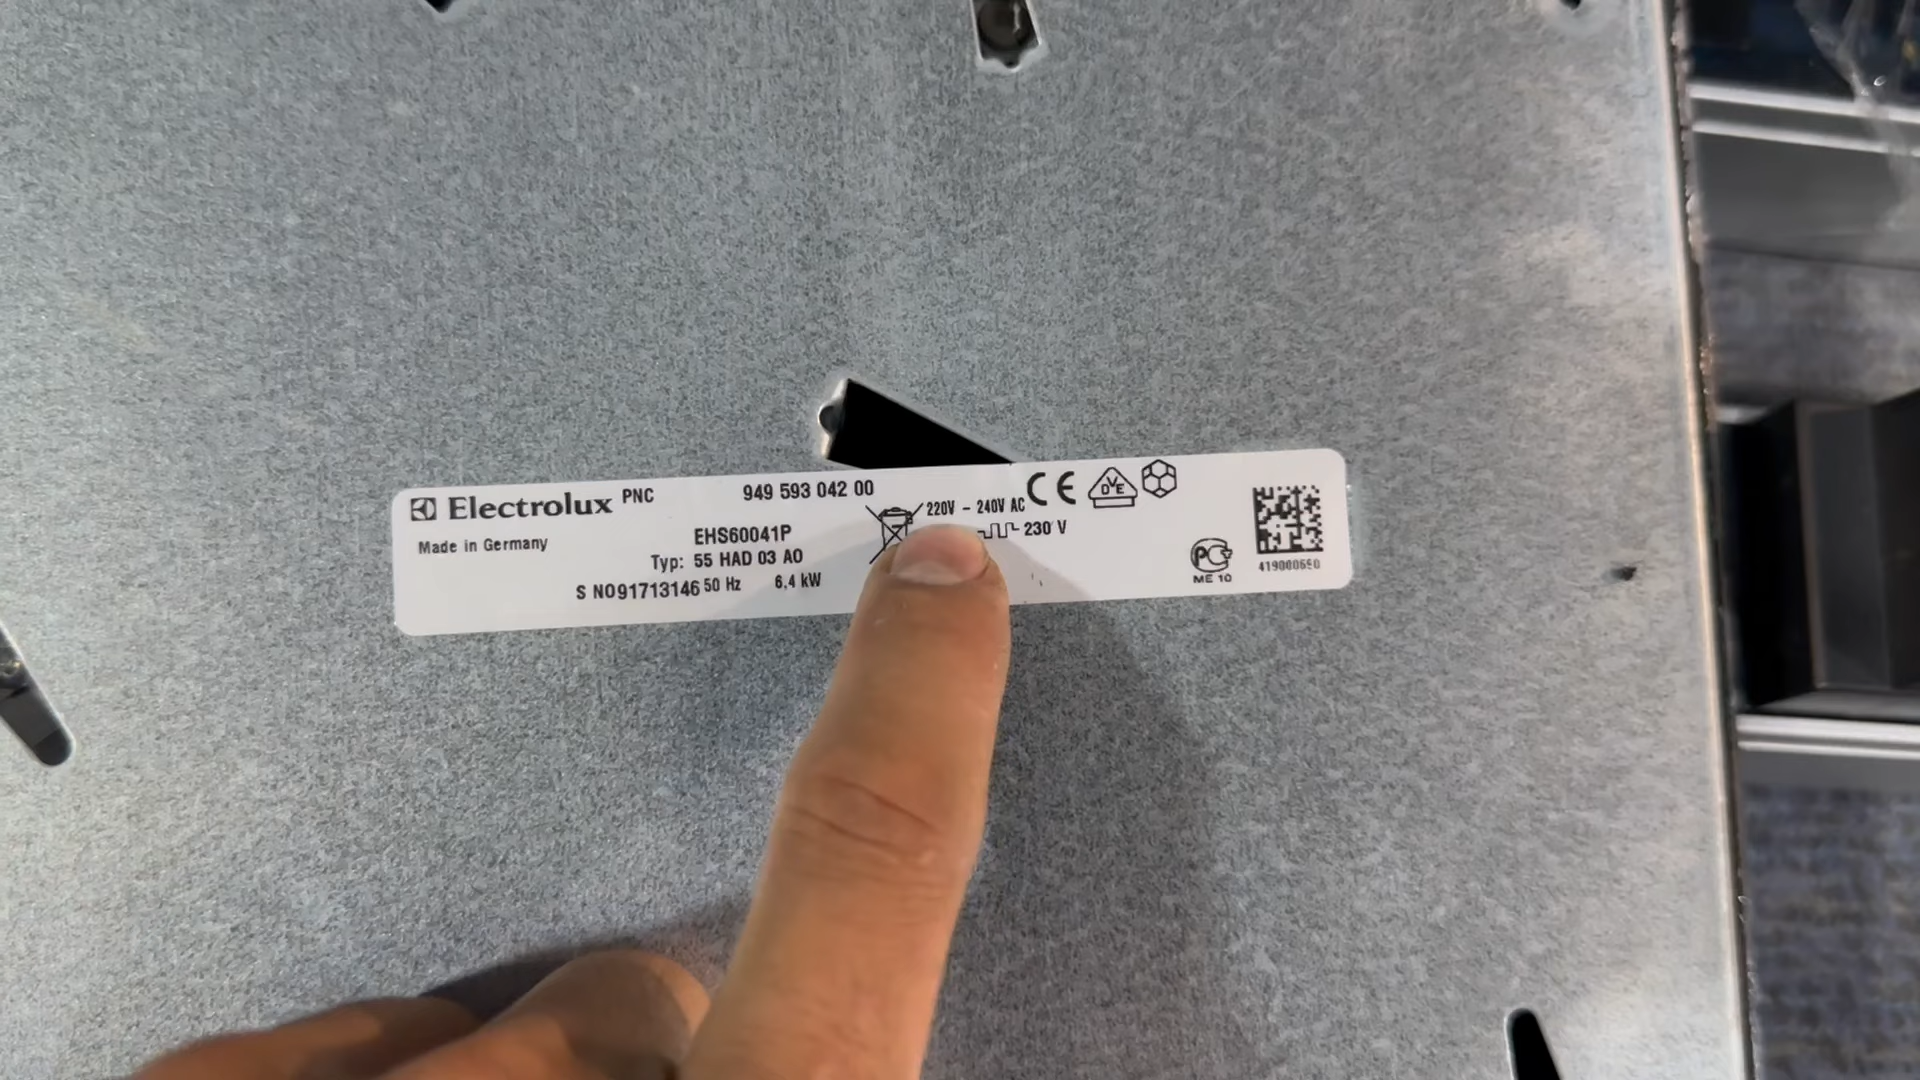 Electrolux PNC 949 593 042 00
220V - 240V AC
CE
DVE
Made in Germany
EHS60041P
230 V
Typ: 55 HAD 03 AO
S NO91713146 50 Hz 6,4 kW
PC
ME 10